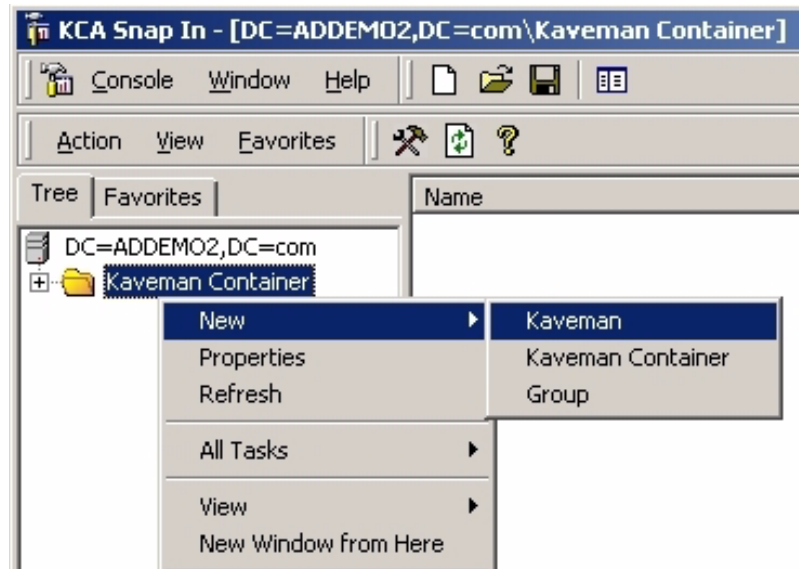 KCA Snap In - [DC=ADDEMO2,DC=com\Kaveman Container]
Console Window Help
Action View Favorites
Tree Favorites
Name
DC=ADDEMO2,DC=com
Kaveman Container
New
Properties
Refresh
All Tasks
View
New Window from Here
Kaveman
Kaveman Container
Group